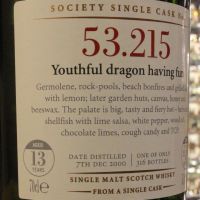 SOCIETY SINGLE CASK
53.215
Youthful dragon having fun
Germolene, rock-pools, beach bonfires and grilled
with lemon; later garden huts, canvas,
beeswax. The palate is big, tasty and fiery
shellfish with lime salsa, white pepper, wood
chocolate limes, cough candy and TCP.
AGED
13
YEARS
70cl e
DATE DISTILLED
7TH DEC 2000
ONE OF ONLY
BOTTLES
SINGLE MALT SCOTCH WHISKY
FROM A SINGLE CASK